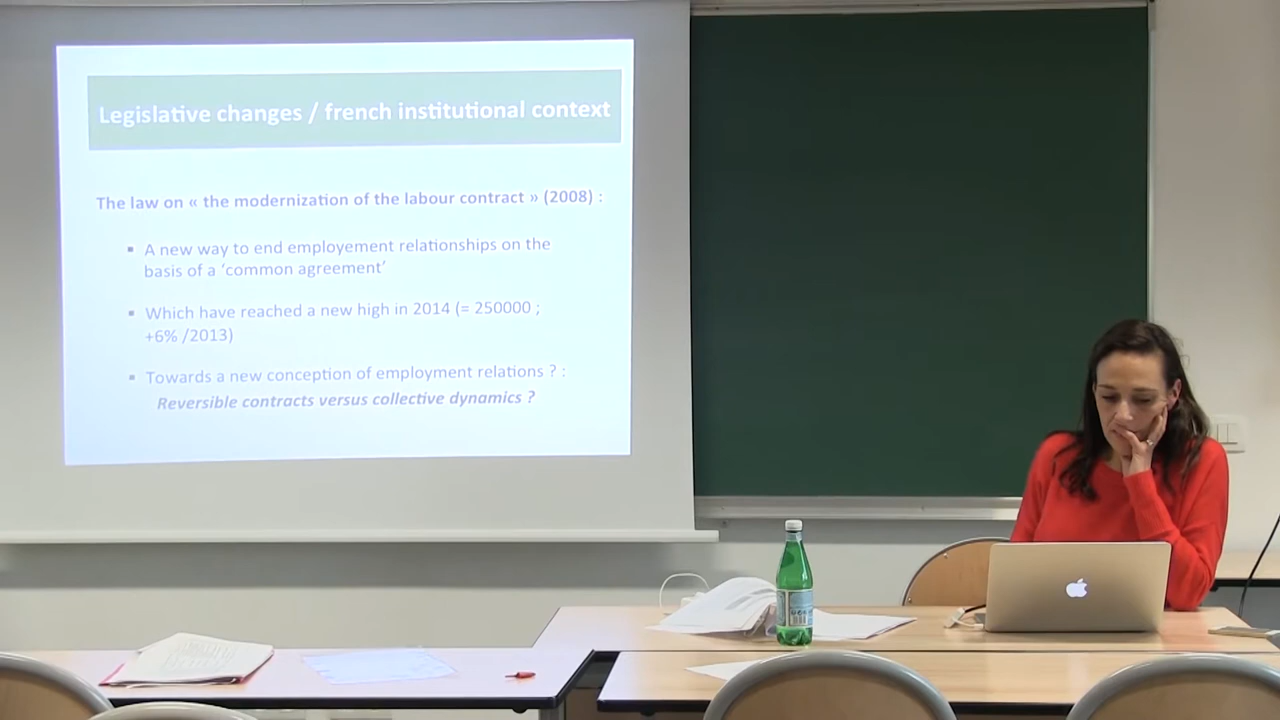 Legislative changes / french institutional context
The law on « the modernization of the labour contract » (2008) :
▪ A new way to end employement relationships on the
basis of a ‘common agreement’
▪ Which have reached a new high in 2014 (= 250000 ;
+6% /2013)
▪ Towards a new conception of employment relations ? :
Reversible contracts versus collective dynamics ?